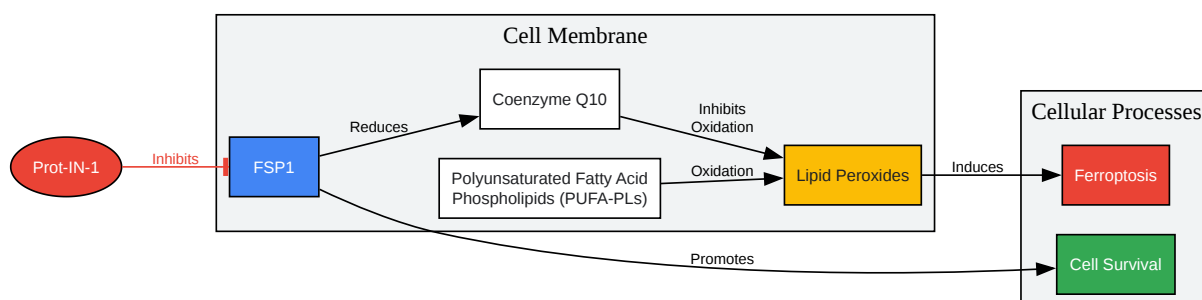 Cell Membrane
Coenzyme Q10
Inhibits
Oxidation
Reduces
Cellular Processes
Prot-IN-1
Inhibits
FSP1
Polyunsaturated Fatty Acid
Phospholipids (PUFA-PLs)
Oxidation
Lipid Peroxides
Induces
Ferroptosis
Promotes
Cell Survival